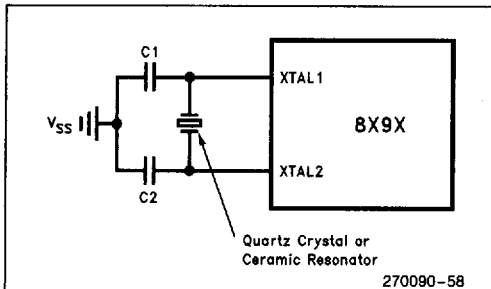 C1
XTAL1
8X9X
VSS
XTAL2
C2
Quartz Crystal or
Ceramic Resonator
270090-58